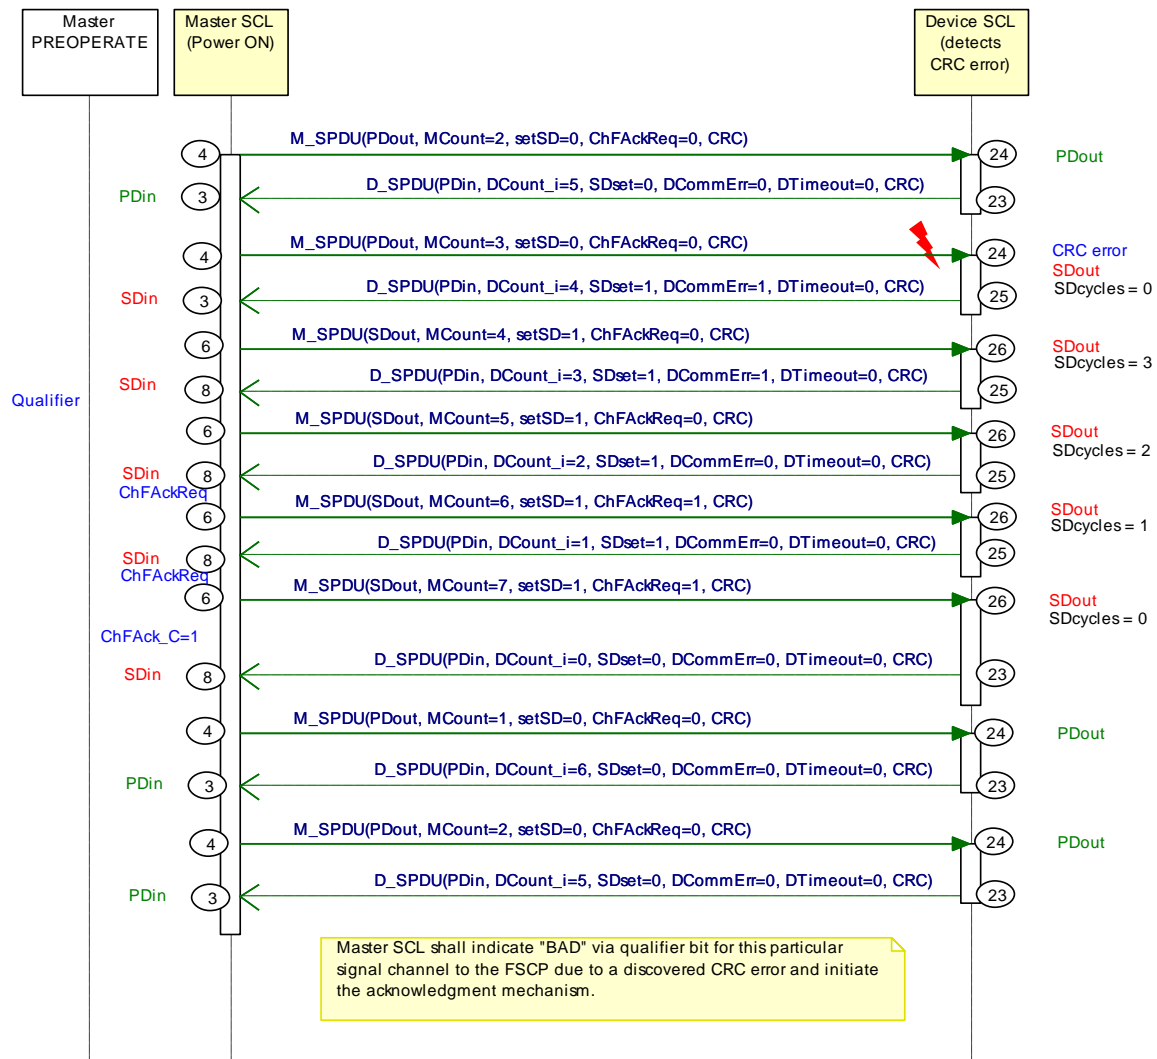 Master
PREOPERATE
Master SCL
(Power ON)
Device SCL
(detects
CRC error)
M_SPDU(PDout, MCount=2, setSD=0, ChFAckReq=0, CRC)
4
24
PDout
D_SPDU(PDin, DCount_i=5, SDset=0, DCommErr=0, DTimeout=0, CRC)
PDin
3
23
M_SPDU(PDout, MCount=3, setSD=0, ChFAckReq=0, CRC)
4
24
CRC error
SDout
SDcycles = 0
D_SPDU(PDin, DCount_i=4, SDset=1, DCommErr=1, DTimeout=0, CRC)
SDin
3
25
M_SPDU(SDout, MCount=4, setSD=1, ChFAckReq=0, CRC)
6
26
SDout
SDcycles = 3
D_SPDU(PDin, DCount_i=3, SDset=1, DCommErr=1, DTimeout=0, CRC)
SDin
8
25
Qualifier
M_SPDU(SDout, MCount=5, setSD=1, ChFAckReq=0, CRC)
6
26
SDout
SDcycles = 2
D_SPDU(PDin, DCount_i=2, SDset=1, DCommErr=0, DTimeout=0, CRC)
SDin
8
25
ChFAckReq
M_SPDU(SDout, MCount=6, setSD=1, ChFAckReq=1, CRC)
6
26
SDout
SDcycles = 1
D_SPDU(PDin, DCount_i=1, SDset=1, DCommErr=0, DTimeout=0, CRC)
SDin
8
25
ChFAckReq
M_SPDU(SDout, MCount=7, setSD=1, ChFAckReq=1, CRC)
6
26
SDout
SDcycles = 0
ChFAck_C=1
D_SPDU(PDin, DCount_i=0, SDset=0, DCommErr=0, DTimeout=0, CRC)
SDin
8
23
M_SPDU(PDout, MCount=1, setSD=0, ChFAckReq=0, CRC)
4
24
PDout
D_SPDU(PDin, DCount_i=6, SDset=0, DCommErr=0, DTimeout=0, CRC)
PDin
3
23
M_SPDU(PDout, MCount=2, setSD=0, ChFAckReq=0, CRC)
4
24
PDout
D_SPDU(PDin, DCount_i=5, SDset=0, DCommErr=0, DTimeout=0, CRC)
PDin
3
23
Master SCL shall indicate "BAD" via qualifier bit for this particular
signal channel to the FSCP due to a discovered CRC error and initiate
the acknowledgment mechanism.